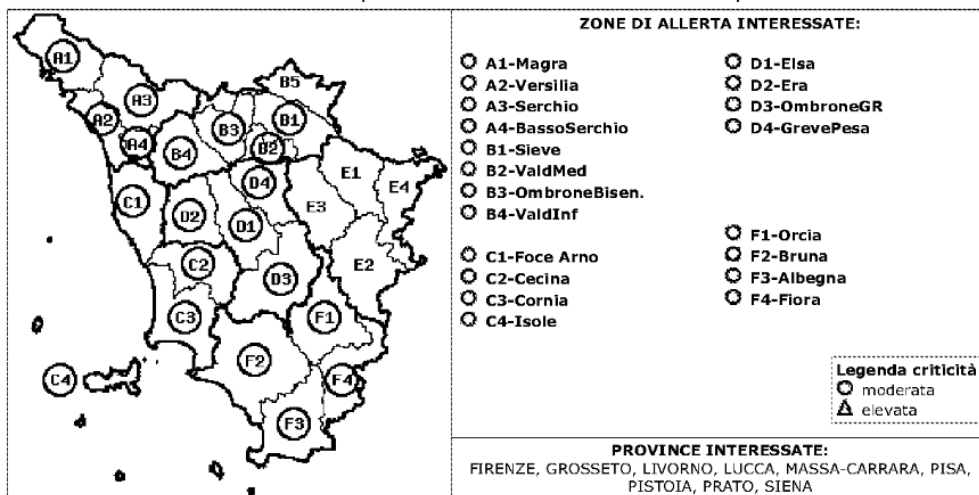 ZONE DI ALLERTA INTERESSATE:
A1-Magra
A2-Versilia
A3-Serchio
A4-BassoSerchio
B1-Sieve
B2-ValdMed
B3-OmbroneBisen.
B4-ValdInf
C1-Foce Arno
C2-Cecina
C3-Cornia
C4-Isole
D1-Elsa
D2-Era
D3-OmbroneGR
D4-GrevePesa
F1-Orcia
F2-Bruna
F3-Albegna
F4-Fiora
Legenda criticità
moderata
elevata
PROVINCE INTERESSATE:
FIRENZE, GROSSETO, LIVORNO, LUCCA, MASSA-CARRARA, PISA,
PISTOIA, PRATO, SIENA
A1
A3
A2
A4
B5
B3
B1
B2
B4
E1
E4
D4
C1
D2
E3
D1
C2
E2
D3
C3
F1
F2
C4
F4
F3